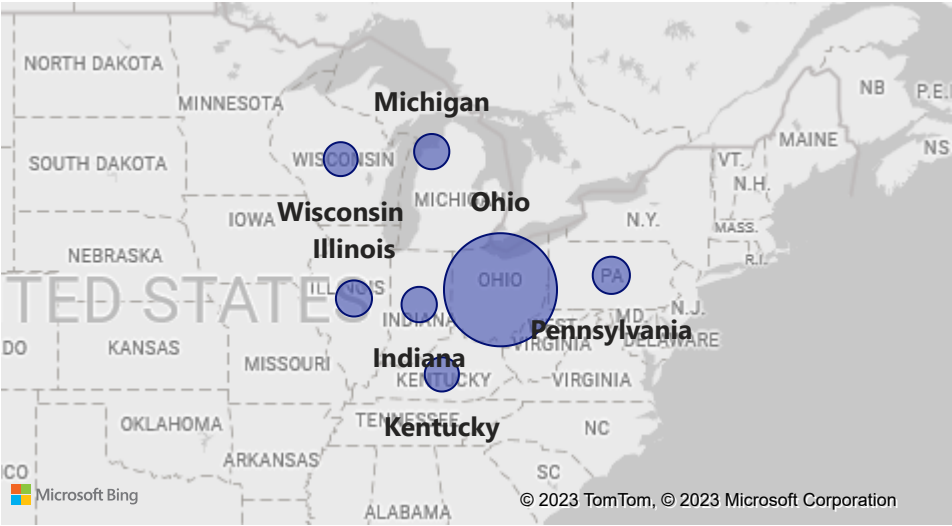 NORTH DAKOTA
MINNESOTA
Michigan
NB
P.E.I
MAINE
NS
SOUTH DAKOTA
WISCONSIN
VT.
N.H.
MICHIGAN
Ohio
IOWA
Wisconsin
N.Y.
MASS.
NEBRASKA
Illinois
R.I.
TED STATES
ILLINOIS
OHIO
PA
INDIANA
MD.
N.J.
WEST
VIRGINIA
Pennsylvania
DELAWARE
DO
KANSAS
MISSOURI
Indiana
KENTUCKY
VIRGINIA
OKLAHOMA
TENNESSEE
Kentucky
NC
ARKANSAS
ICO
SC
Microsoft Bing
ALABAMA
© 2023 TomTom, © 2023 Microsoft Corporation